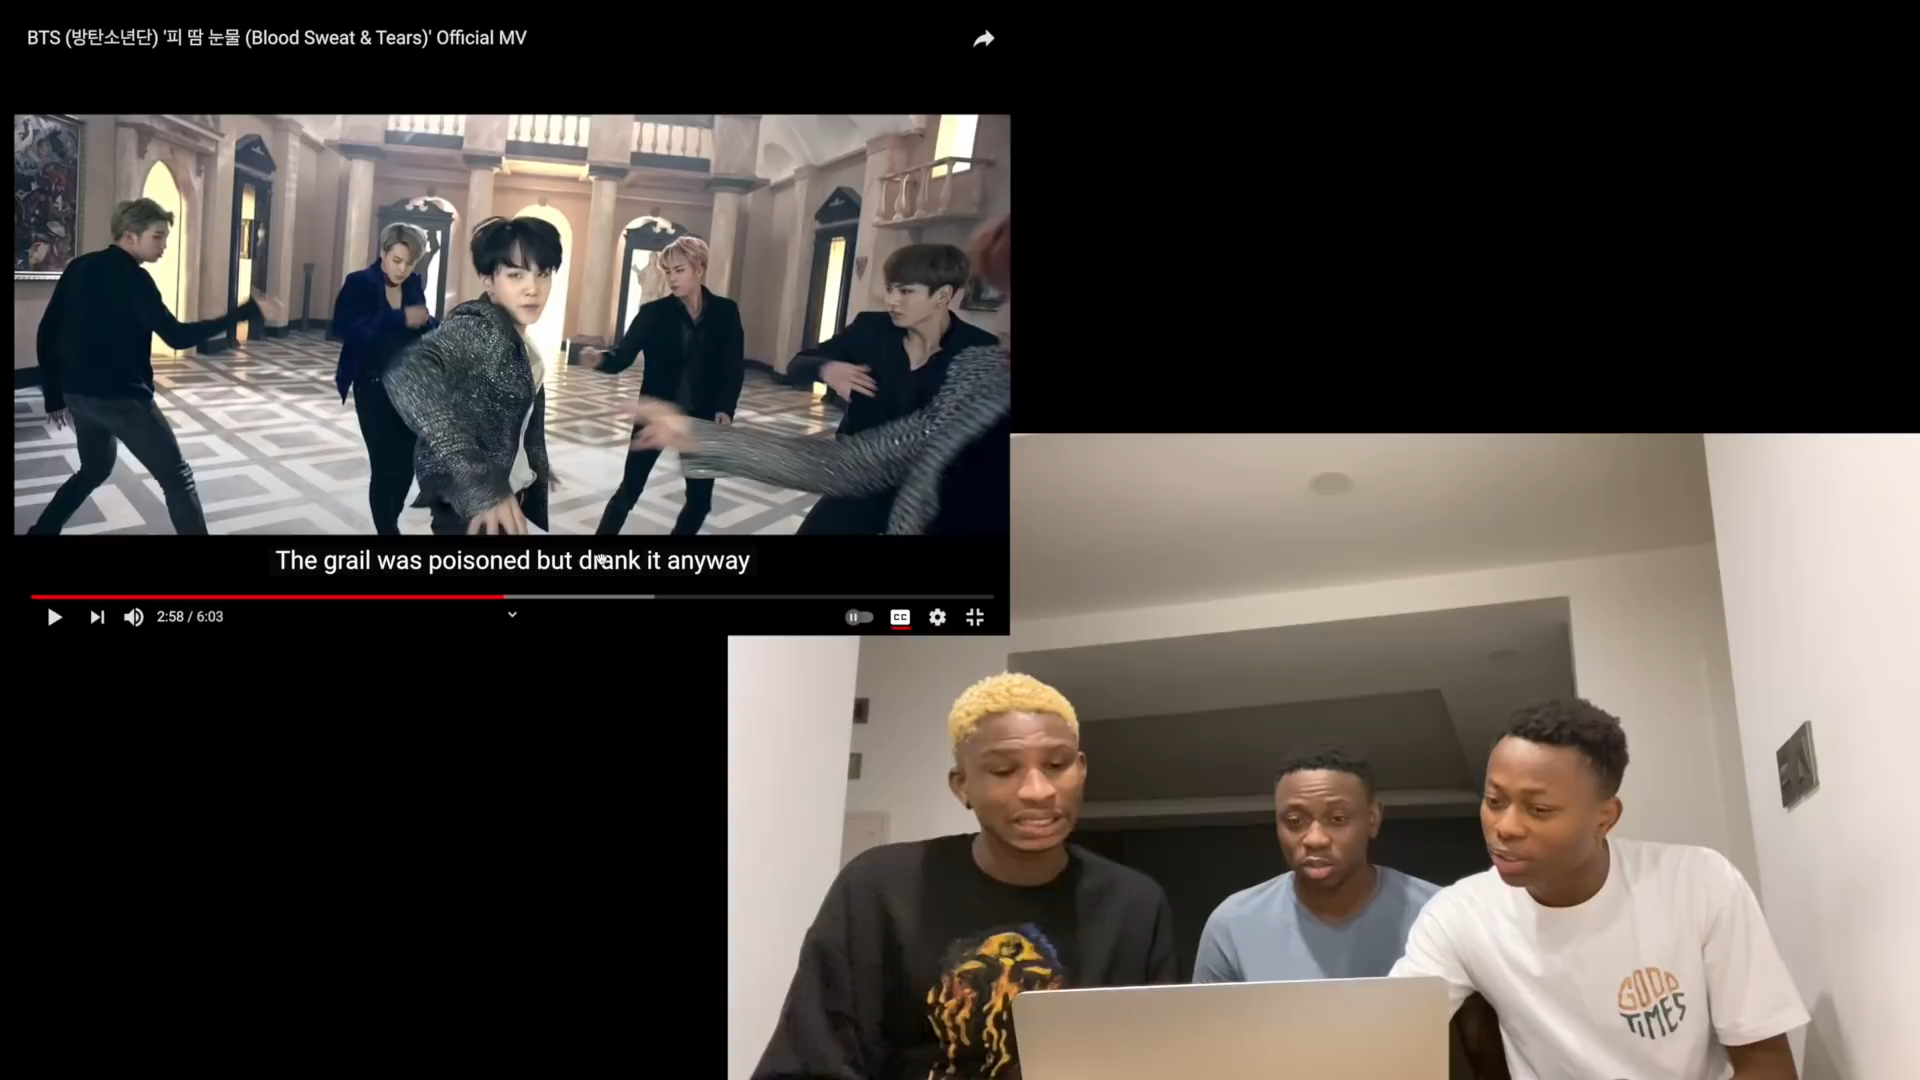 BTS (방탄소년단) '피 땀 눈물 (Blood Sweat & Tears)' Official MV
The grail was poisoned but drank it anyway
2:58 / 6:03
CC
GOOD
TIMES